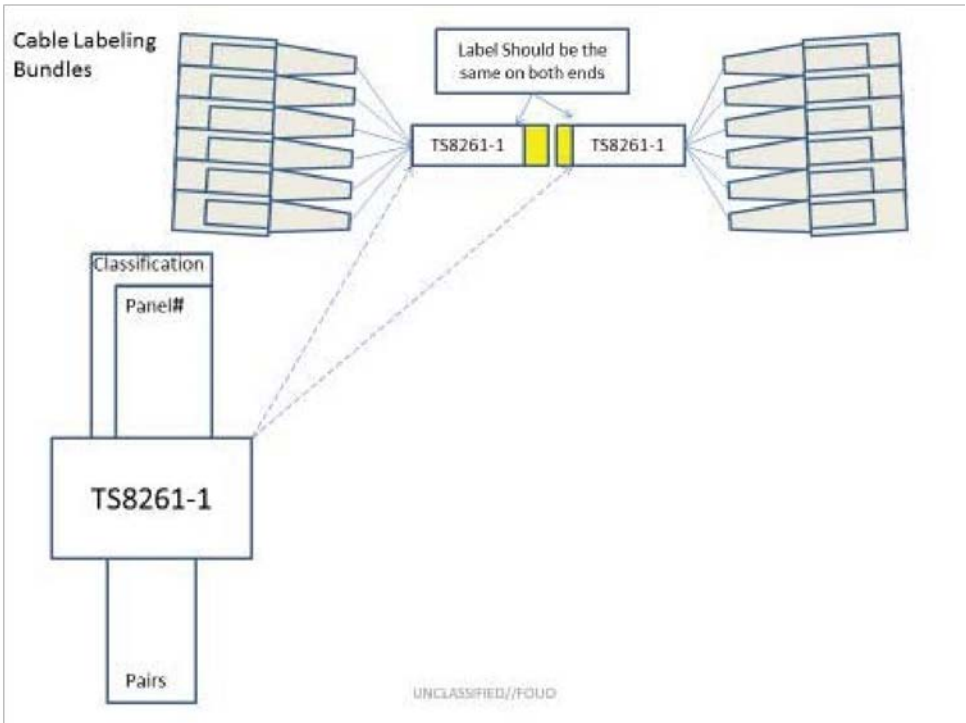 Cable Labeling
Bundles
Label Should be the
same on both ends
TS8261-1
TS8261-1
Classification
Panel#
TS8261-1
Pairs
UNCLASSIFIED//FOUO